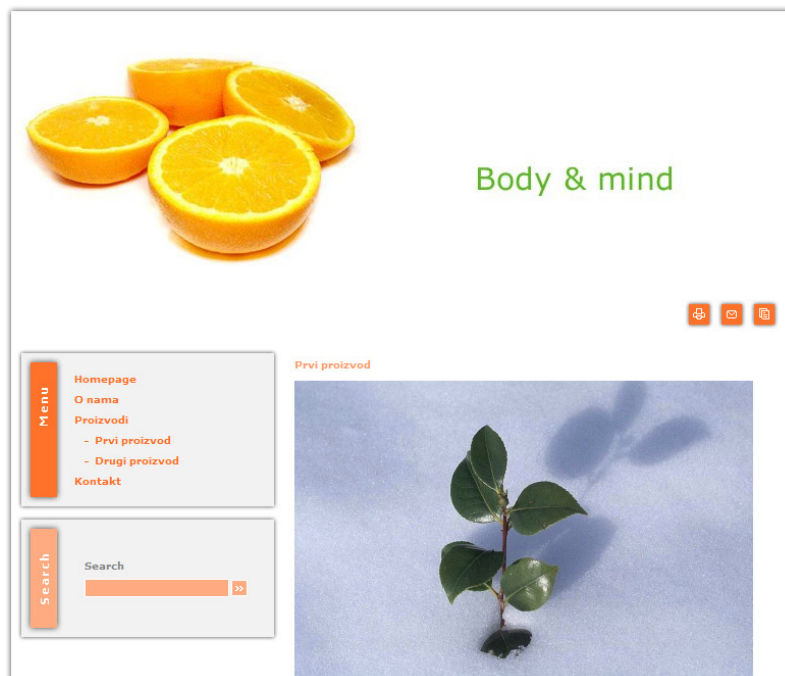 Body & mind
Menu
Homepage
O nama
Proizvodi
- Prvi proizvod
- Drugi proizvod
Kontakt
Search
Search
»
Prvi proizvod